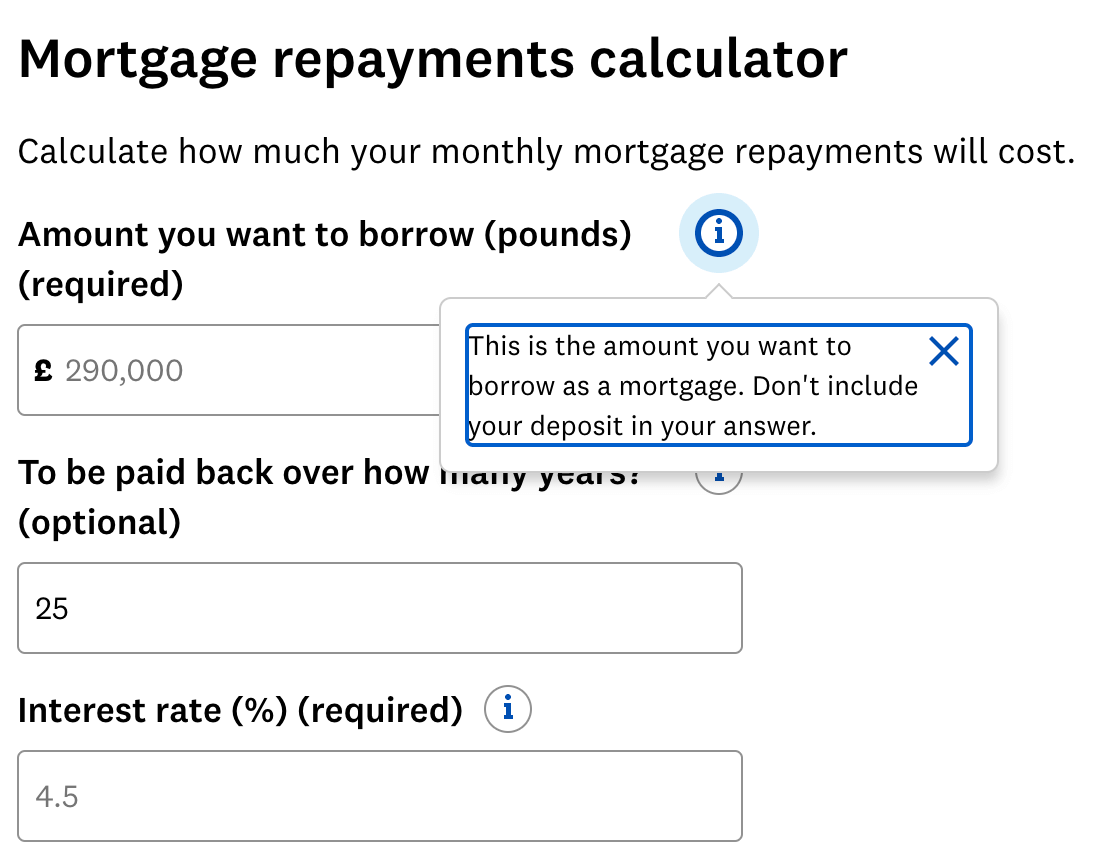 Mortgage repayments calculator
Calculate how much your monthly mortgage repayments will cost.
Amount you want to borrow (pounds)
(required)
£ 290,000
This is the amount you want to
borrow as a mortgage. Don't include
your deposit in your answer.
To be paid back over how many years?
(optional)
25
Interest rate (%) (required)
4.5